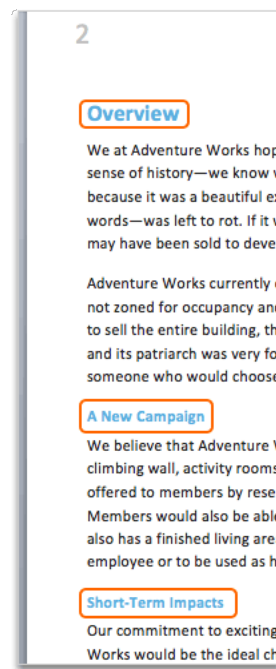 2
Overview
We at Adventure Works hop
sense of history—we know
because it was a beautiful e
words—was left to rot. If it
may have been sold to deve
Adventure Works currently
not zoned for occupancy an
to sell the entire building, th
and its patriarch was very fo
someone who would choose
A New Campaign
We believe that Adventure
climbing wall, activity rooms
offered to members by rese
Members would also be able
also has a finished living are
employee or to be used as h
Short-Term Impacts
Our commitment to exciting
Works would be the ideal ch